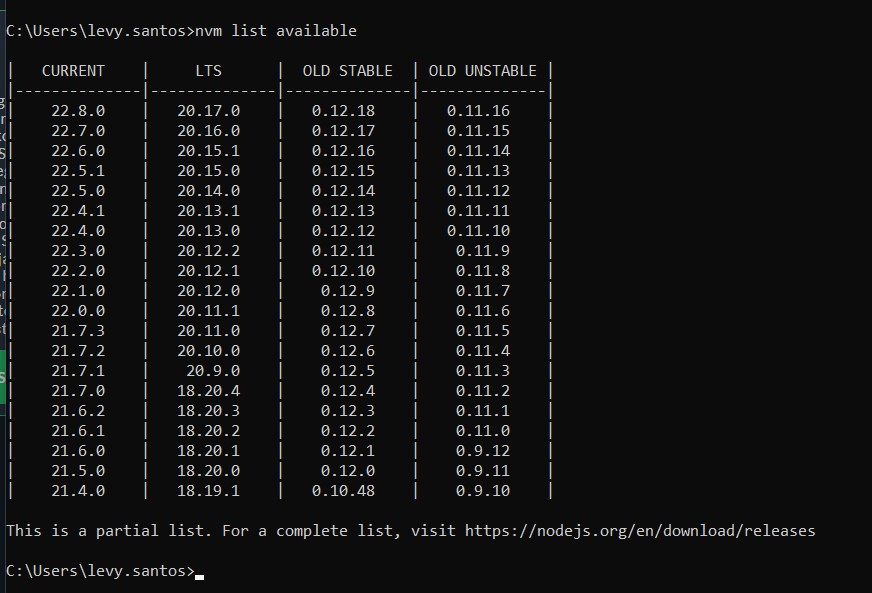 C:\Users\levy.santos>nvm list available
|   CURRENT    |     LTS      |  OLD STABLE  | OLD UNSTABLE |
|--------------|--------------|--------------|--------------|
|    22.8.0    |   20.17.0    |   0.12.18    |   0.11.16    |
|    22.7.0    |   20.16.0    |   0.12.17    |   0.11.15    |
|    22.6.0    |   20.15.1    |   0.12.16    |   0.11.14    |
|    22.5.1    |   20.15.0    |   0.12.15    |   0.11.13    |
|    22.5.0    |   20.14.0    |   0.12.14    |   0.11.12    |
|    22.4.1    |   20.13.1    |   0.12.13    |   0.11.11    |
|    22.4.0    |   20.13.0    |   0.12.12    |   0.11.10    |
|    22.3.0    |   20.12.2    |   0.12.11    |    0.11.9    |
|    22.2.0    |   20.12.1    |   0.12.10    |    0.11.8    |
|    22.1.0    |   20.12.0    |    0.12.9    |    0.11.7    |
|    22.0.0    |   20.11.1    |    0.12.8    |    0.11.6    |
|    21.7.3    |   20.11.0    |    0.12.7    |    0.11.5    |
|    21.7.2    |   20.10.0    |    0.12.6    |    0.11.4    |
|    21.7.1    |    20.9.0    |    0.12.5    |    0.11.3    |
|    21.7.0    |   18.20.4    |    0.12.4    |    0.11.2    |
|    21.6.2    |   18.20.3    |    0.12.3    |    0.11.1    |
|    21.6.1    |   18.20.2    |    0.12.2    |    0.11.0    |
|    21.6.0    |   18.20.1    |    0.12.1    |    0.9.12    |
|    21.5.0    |   18.20.0    |    0.12.0    |    0.9.11    |
|    21.4.0    |   18.19.1    |   0.10.48    |    0.9.10    |
This is a partial list. For a complete list, visit https://nodejs.org/en/download/releases
C:\Users\levy.santos>